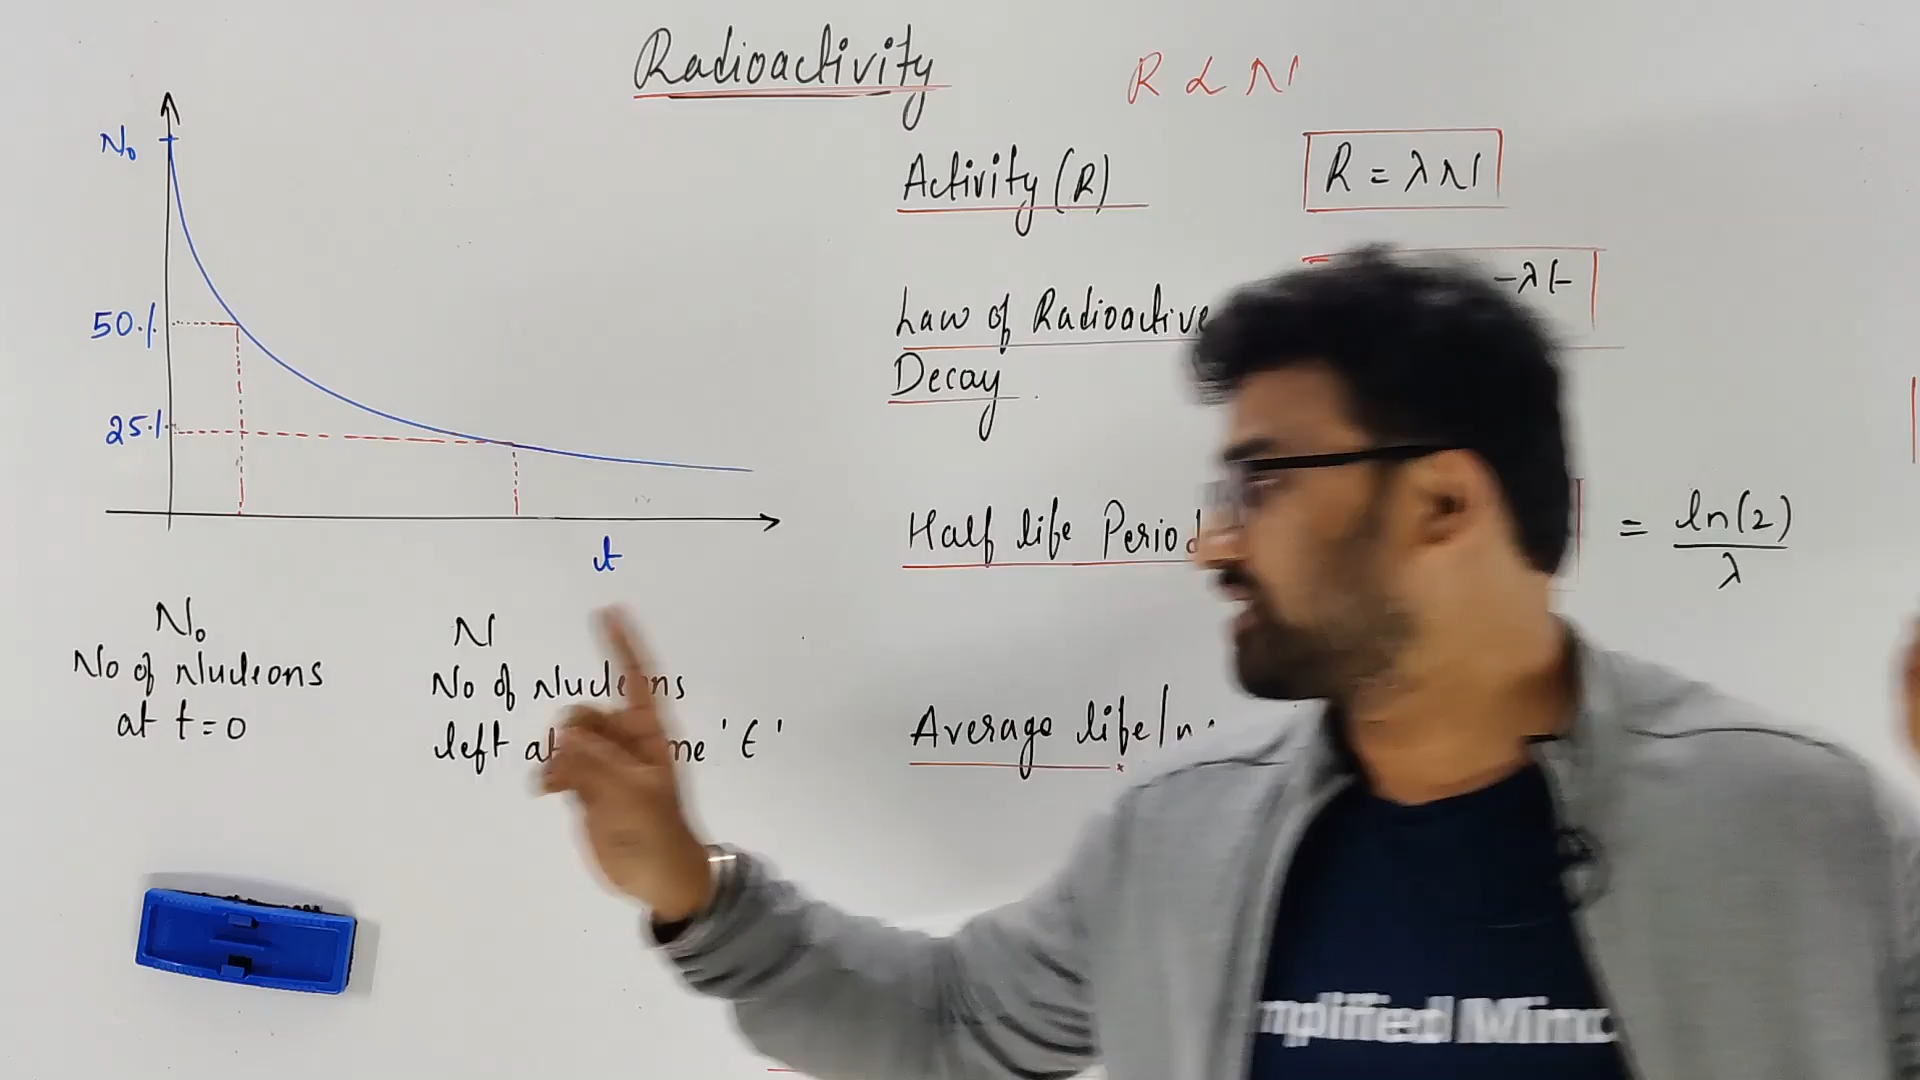 Radioactivity
R ∝ N
N₀
Activity (R)
R = λN
50%
Law of Radioactive
-λt
Decay
25%
t
Half life Period
= ln(2)/λ
N₀
No of Nucleons
at t=0
N
No of Nucleons
left at 't'
Average life/